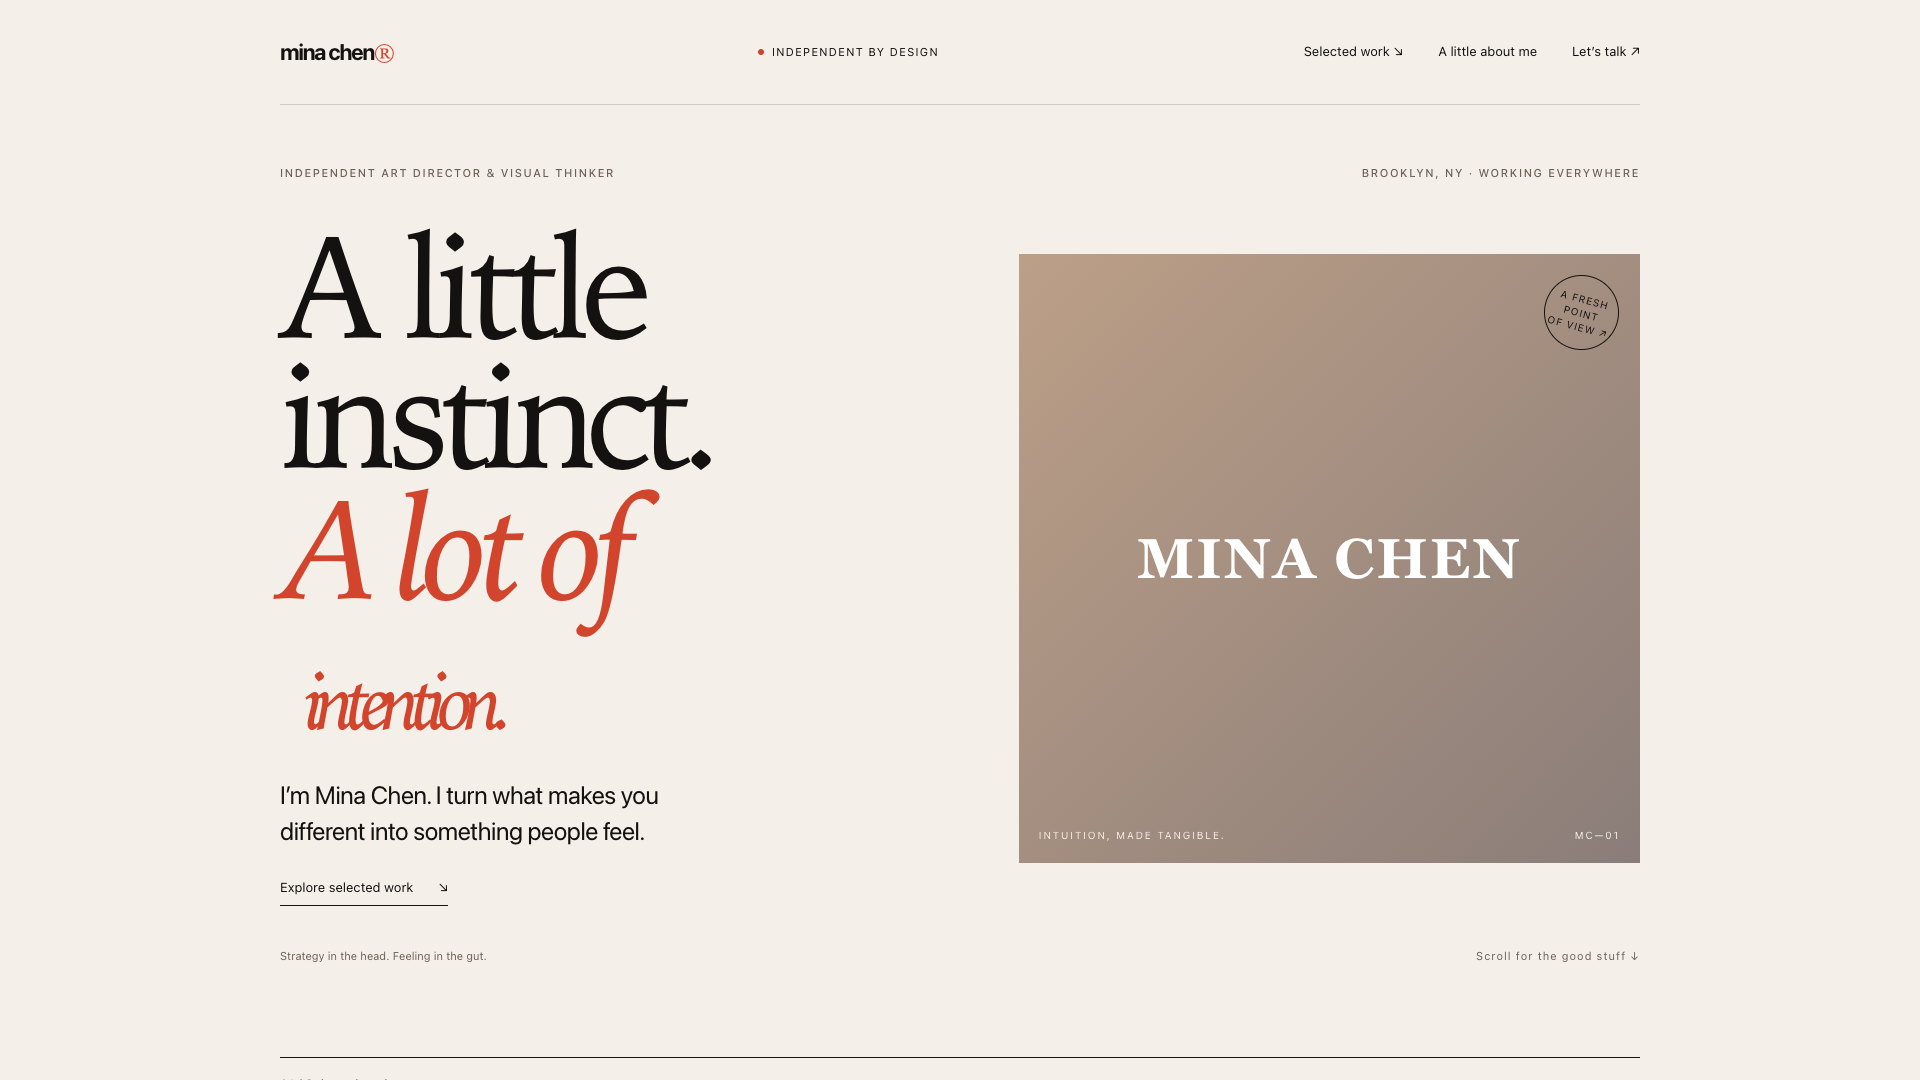 mina chen®
INDEPENDENT BY DESIGN
Selected work ↘
A little about me
Let’s talk ↗
INDEPENDENT ART DIRECTOR & VISUAL THINKER
BROOKLYN, NY · WORKING EVERYWHERE
A little
instinct.
A lot of
intention.
I’m Mina Chen. I turn what makes you
different into something people feel.
Explore selected work ↘
A FRESH
POINT
OF VIEW ↗
MINA CHEN
INTUITION, MADE TANGIBLE.
MC—01
Strategy in the head. Feeling in the gut.
Scroll for the good stuff ↓